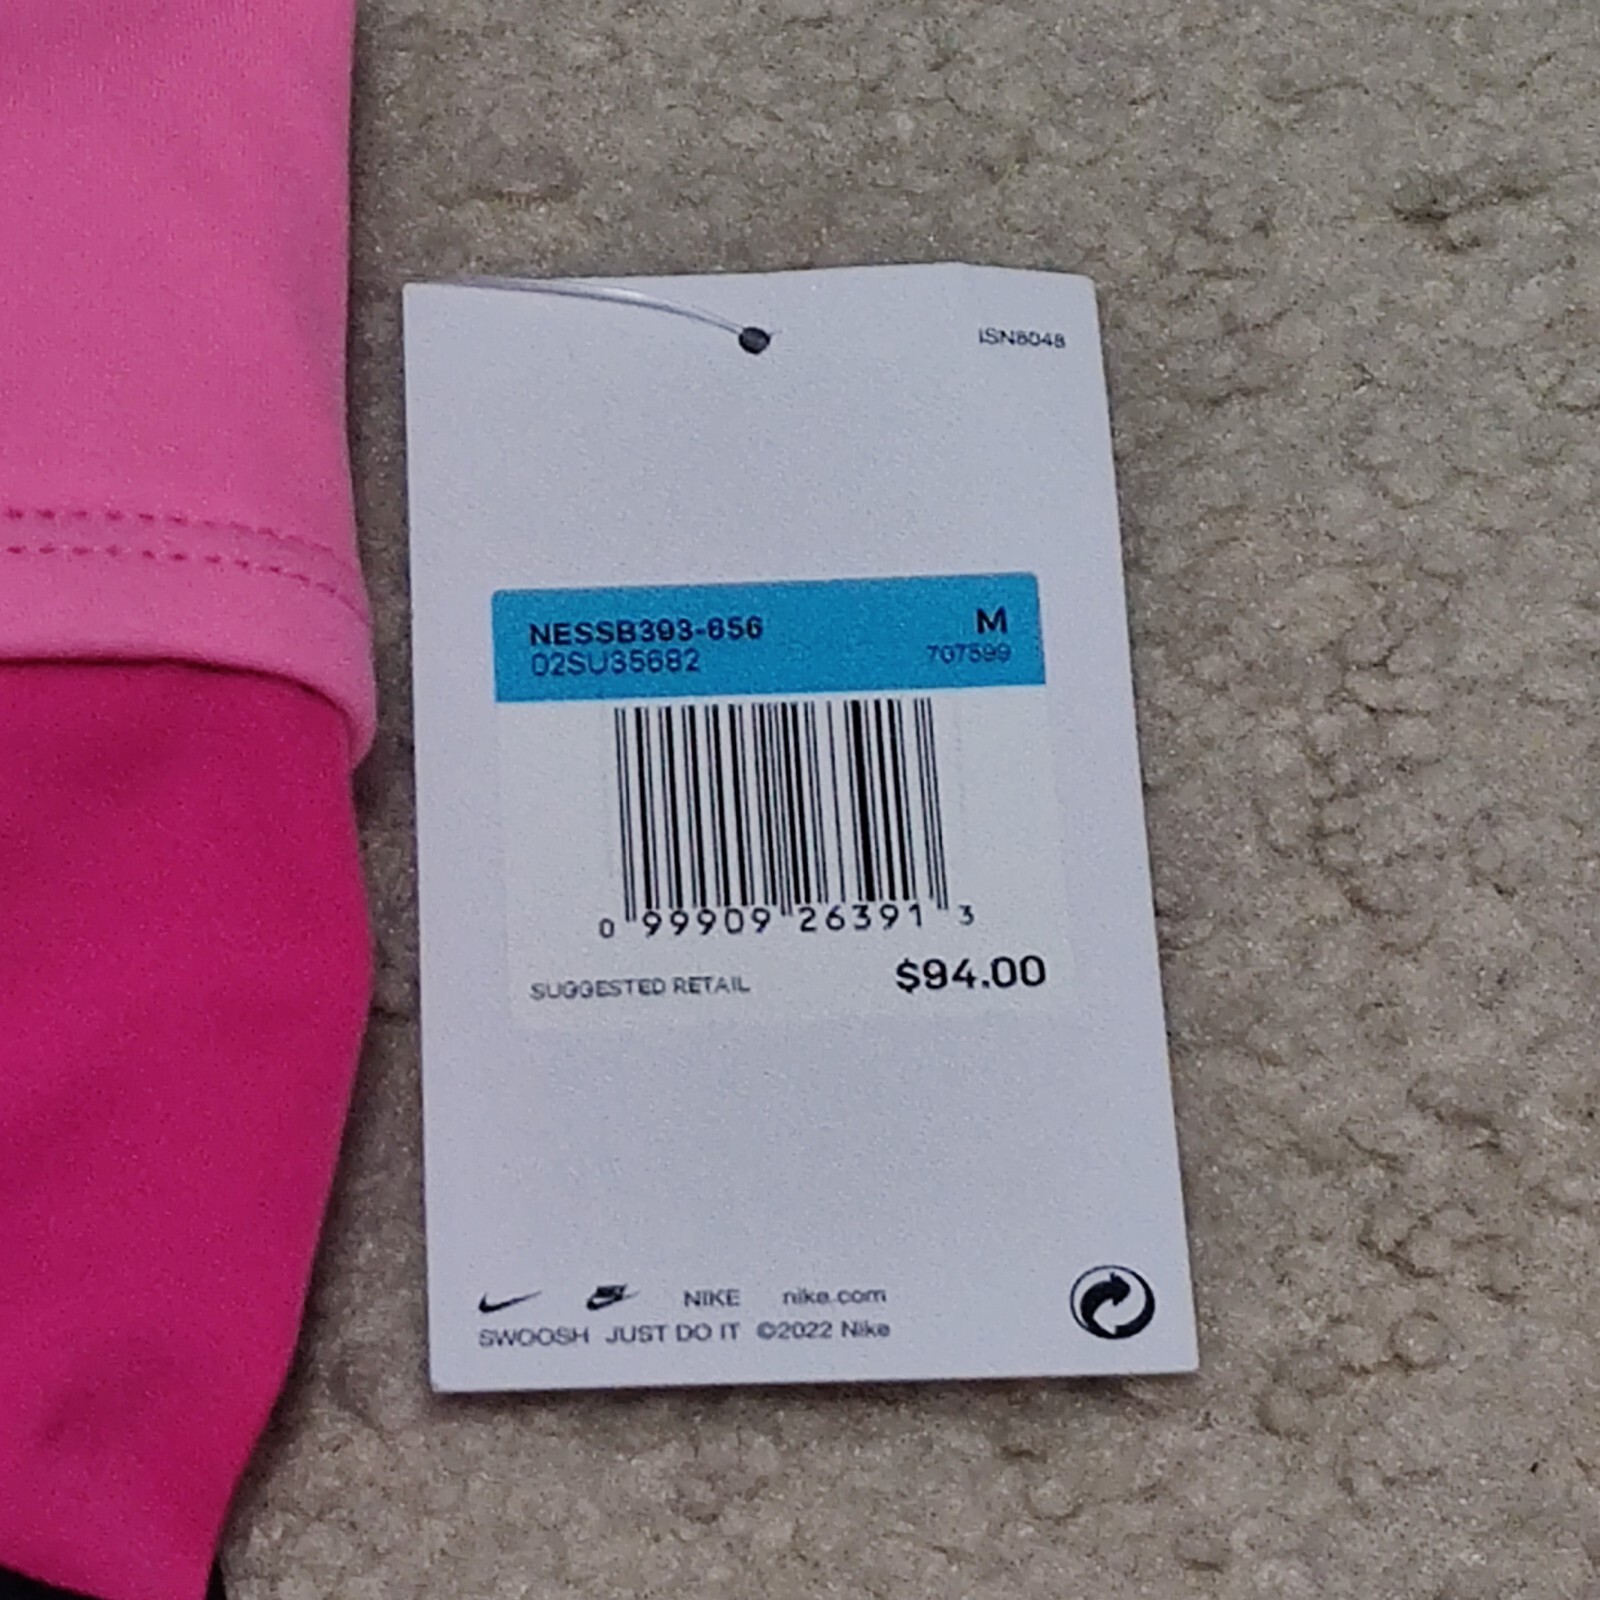 ISN8048
NESSB393-656 M
02SU35682 707599
0 99909 26391 3
SUGGESTED RETAIL $94.00
NIKE nike.com
SWOOSH JUST DO IT ©2022 Nike